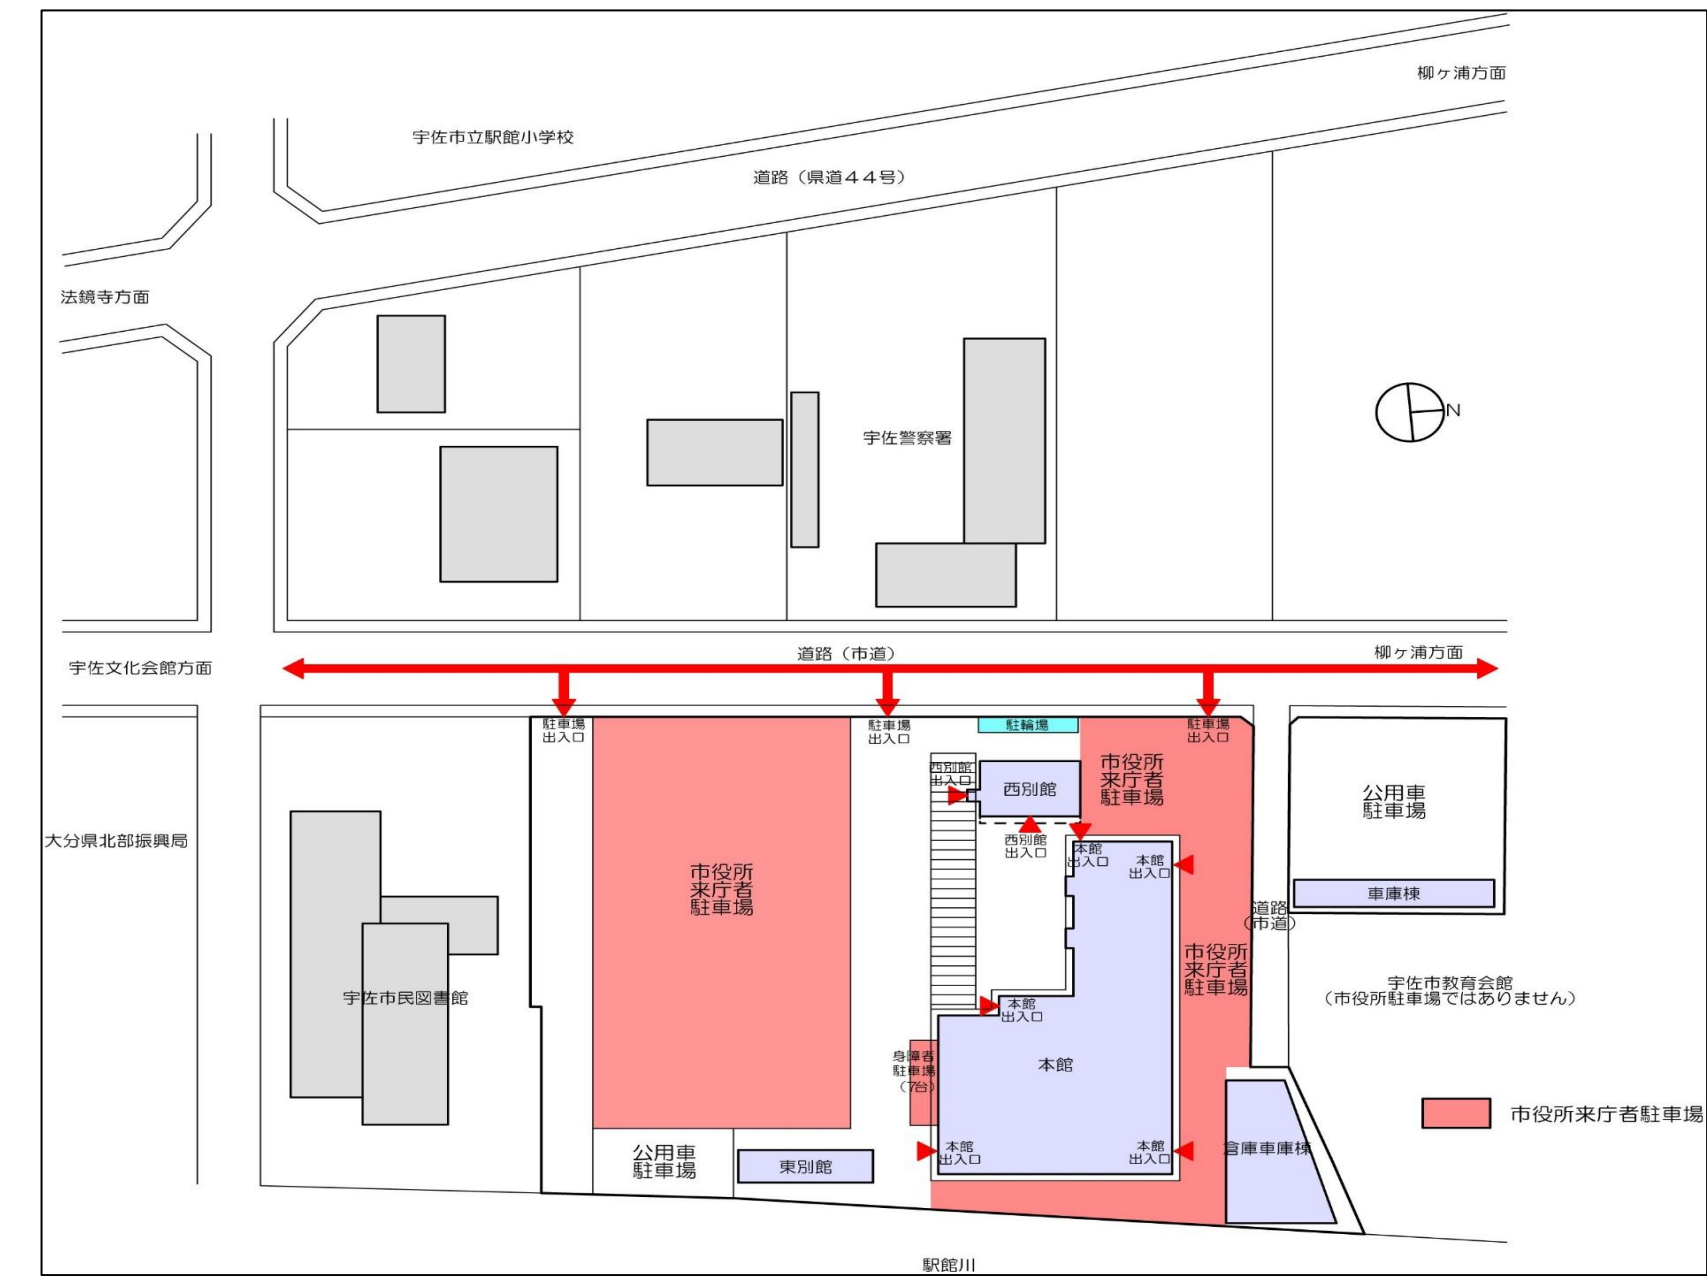 柳ヶ浦方面
宇佐市立駅館小学校
道路（県道４４号）
法鏡寺方面
N
宇佐警察署
道路（市道）
柳ヶ浦方面
宇佐文化会館方面
駐車場
出入口
駐車場
出入口
駐輪場
駐車場
出入口
西別館
出入口
西別館
市役所
来庁者
駐車場
公用車
駐車場
大分県北部振興局
西別館
出入口
本館
出入口
本館
出入口
市役所
来庁者
駐車場
車庫棟
道路
（市道）
市役所
来庁者
駐車場
宇佐市民図書館
宇佐市教育会館
（市役所駐車場ではありません）
本館
出入口
身障者
駐車場
（7台）
本館
市役所来庁者駐車場
公用車
駐車場
東別館
本館
出入口
本館
出入口
倉庫車庫棟
駅館川